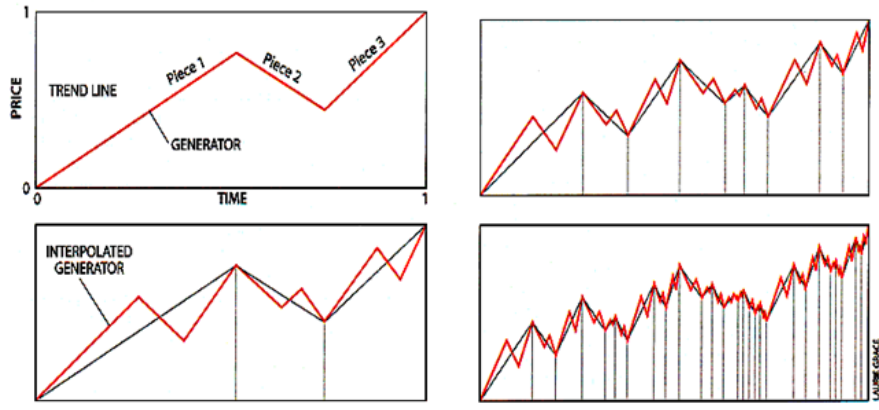 1
Piece 1
Piece 2
Piece 3
TREND LINE
PRICE
GENERATOR
0
0
TIME
1
INTERPOLATED
GENERATOR
LAURIE GRACE